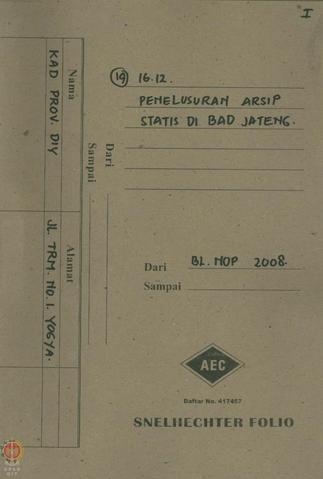 I
(19) 16.12.
PENELUSURAN ARSIP
STATIS DI BAD JATENG.
Nama
KAD PROV. DIY
Alamat
JL. TRM. NO. 1. YOGYA.
Dari
Sampai
Dari BL. NOP 2008.
Sampai
AEC
Daftar No. 417457
SNELHECHTER FOLIO